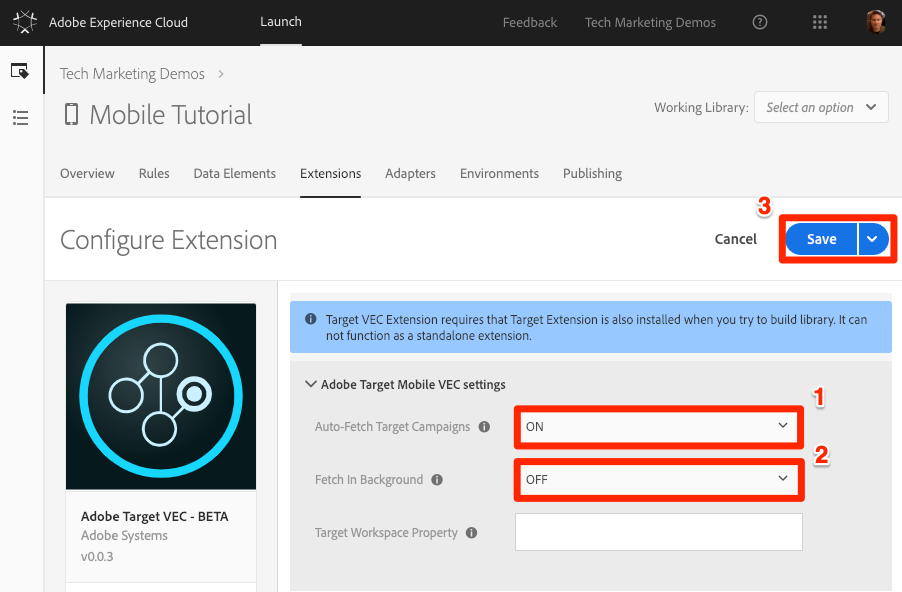 Adobe Experience Cloud
Launch
Feedback
Tech Marketing Demos
?
Tech Marketing Demos >
Mobile Tutorial
Working Library: Select an option
Overview Rules Data Elements Extensions Adapters Environments Publishing
3
Configure Extension
Cancel
Save
Target VEC Extension requires that Target Extension is also installed when you try to build library. It can
not function as a standalone extension.
Adobe Target Mobile VEC settings
1
Auto-Fetch Target Campaigns
ON
2
Fetch In Background
OFF
Target Workspace Property
Adobe Target VEC - BETA
Adobe Systems
v0.0.3